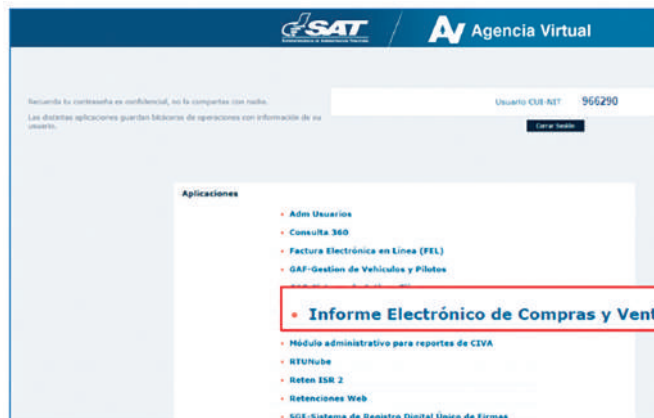 SAT
Agencia Virtual
Recuerda tu contraseña es confidencial, no la compartas con nadie.
Usuario CUI-NIT 966290
Las distintas aplicaciones guardan bitácoras de operaciones con información de su
usuario.
Cerrar Sesión
Aplicaciones
Adm Usuarios
Consulta 360
Factura Electrónica en Linea (FEL)
GAF-Gestion de Vehiculos y Pilotos
Informe Electrónico de Compras y Vent
Módulo administrativo para reportes de CIVA
RTUNube
Reten ISR 2
Retenciones Web
SGE-Sistema de Registro Digital Único de Firmas